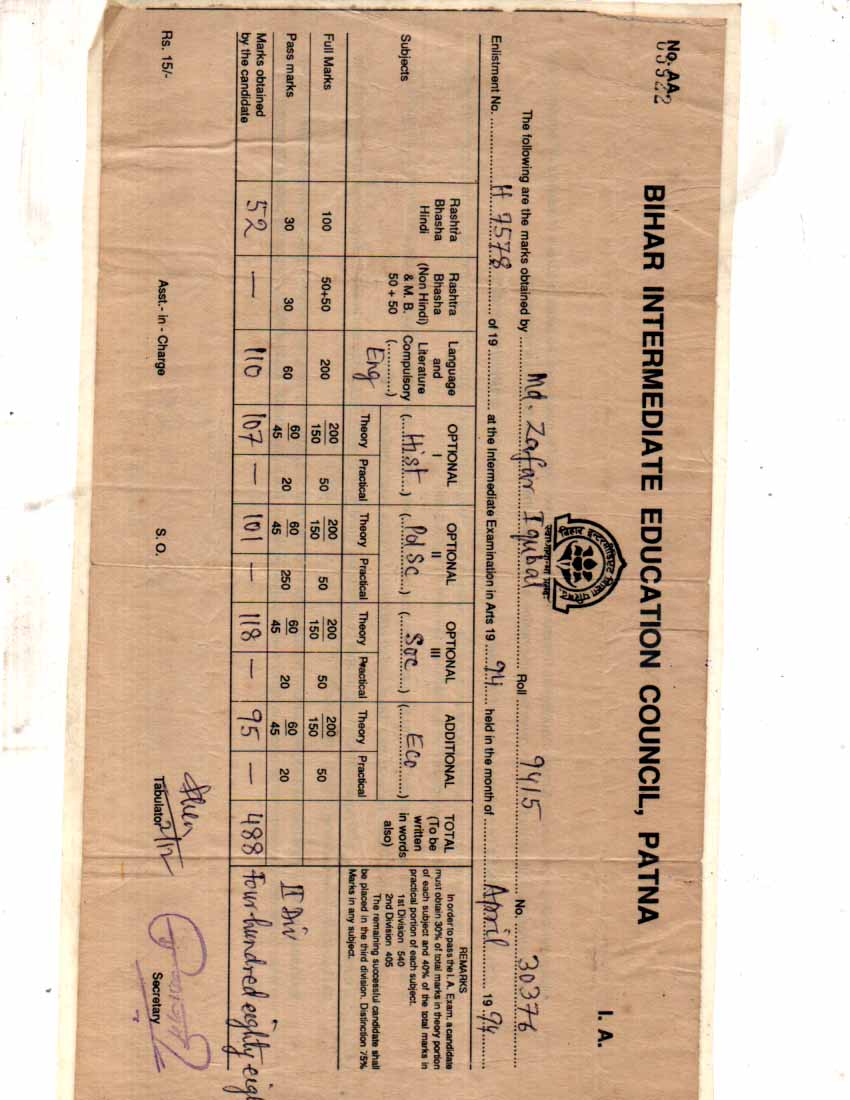 No. AA-
05922
BIHAR INTERMEDIATE EDUCATION COUNCIL, PATNA
I. A.
The following are the marks obtained by Md. Zafar Iqubal Roll 9415 No. 30376
Enlistment No. H 7578 of 19 at the Intermediate Examination in Arts 19 94 held in the month of April 19 94
Subjects
Rashtra Bhasha Hindi
Rashtra Bhasha (Non Hindi) & M. B. 50 + 50
Language and Literature Compulsory (............) Eng
OPTIONAL I (Hist) Theory Practical
OPTIONAL II (Pol Sc) Theory Practical
OPTIONAL III (Soc) Theory Practical
ADDITIONAL (Eco) Theory Practical
TOTAL (To be written in words also)
REMARKS
In order to pass the I. A. Exam. a candidate
must obtain 30% of total marks in theory portion
of each subject and 40% of the total marks in
practical portion of each subject.
1st Division 540
2nd Division 405
The remaining successful candidate shall
be placed in the third division. Distinction 75%
Marks in any subject.
Full Marks 100 50+50 200 200/150 50 200/150 50 200/150 50 200/150 50
Pass marks 30 30 60 60/45 20 60/45 250 60/45 20 60/45 20
II Div
Marks obtained by the candidate 52 — 110 107 — 101 — 118 — 95 — 488 Four hundred eighty eig
Rs. 15/-
Asst.- in - Charge
S. O.
Tabulator
Secretary